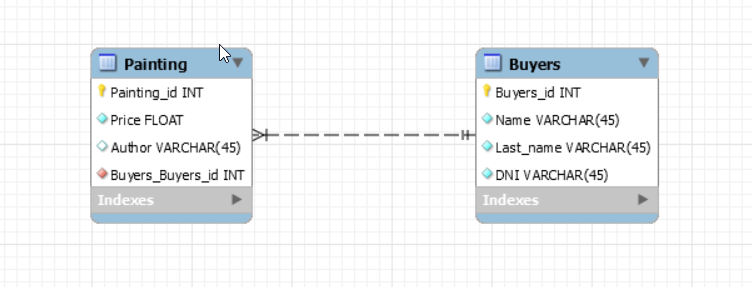 Painting
Painting_id INT
Price FLOAT
Author VARCHAR(45)
Buyers_Buyers_id INT
Indexes
Buyers
Buyers_id INT
Name VARCHAR(45)
Last_name VARCHAR(45)
DNI VARCHAR(45)
Indexes